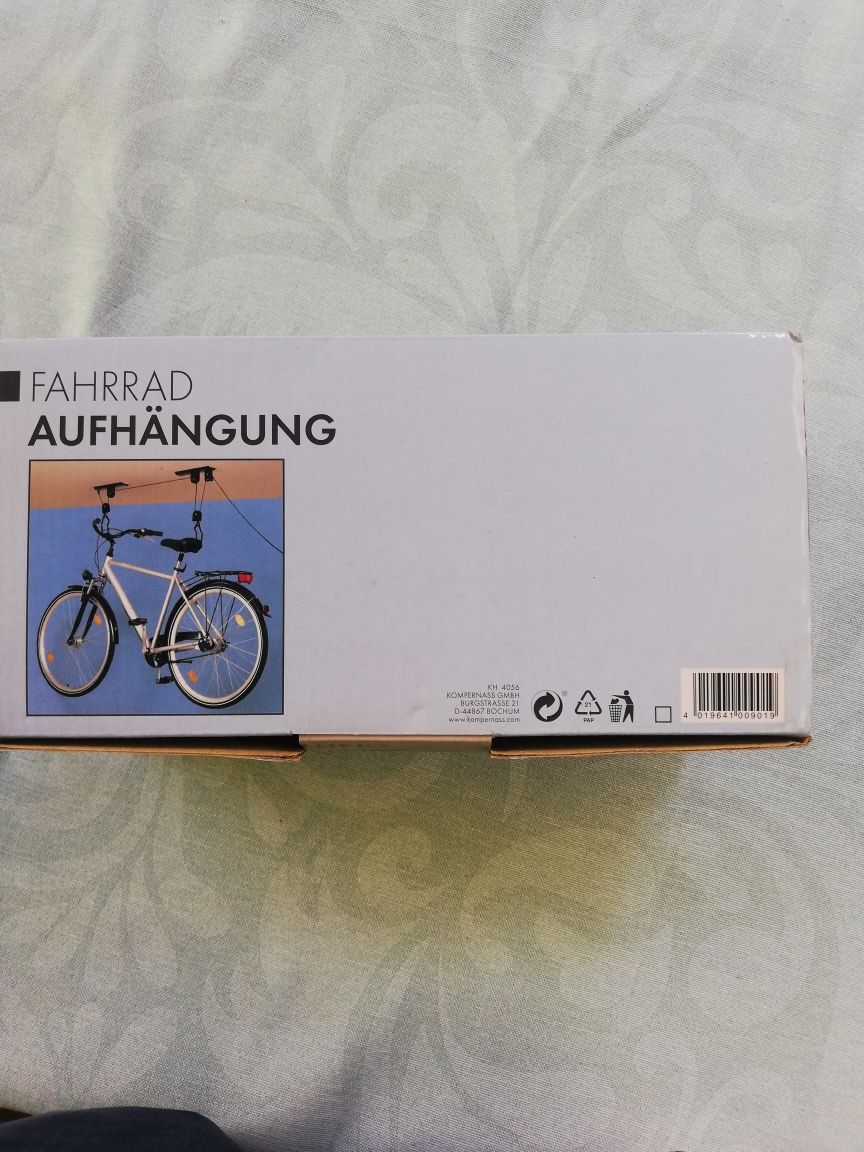 FAHRRAD
AUFHÄNGUNG
KH 4056
KOMPERNASS GMBH
BURGSTRASSE 21
D-44867 BOCHUM
www.kompernass.com
®
21
PAP
4 019641 009019